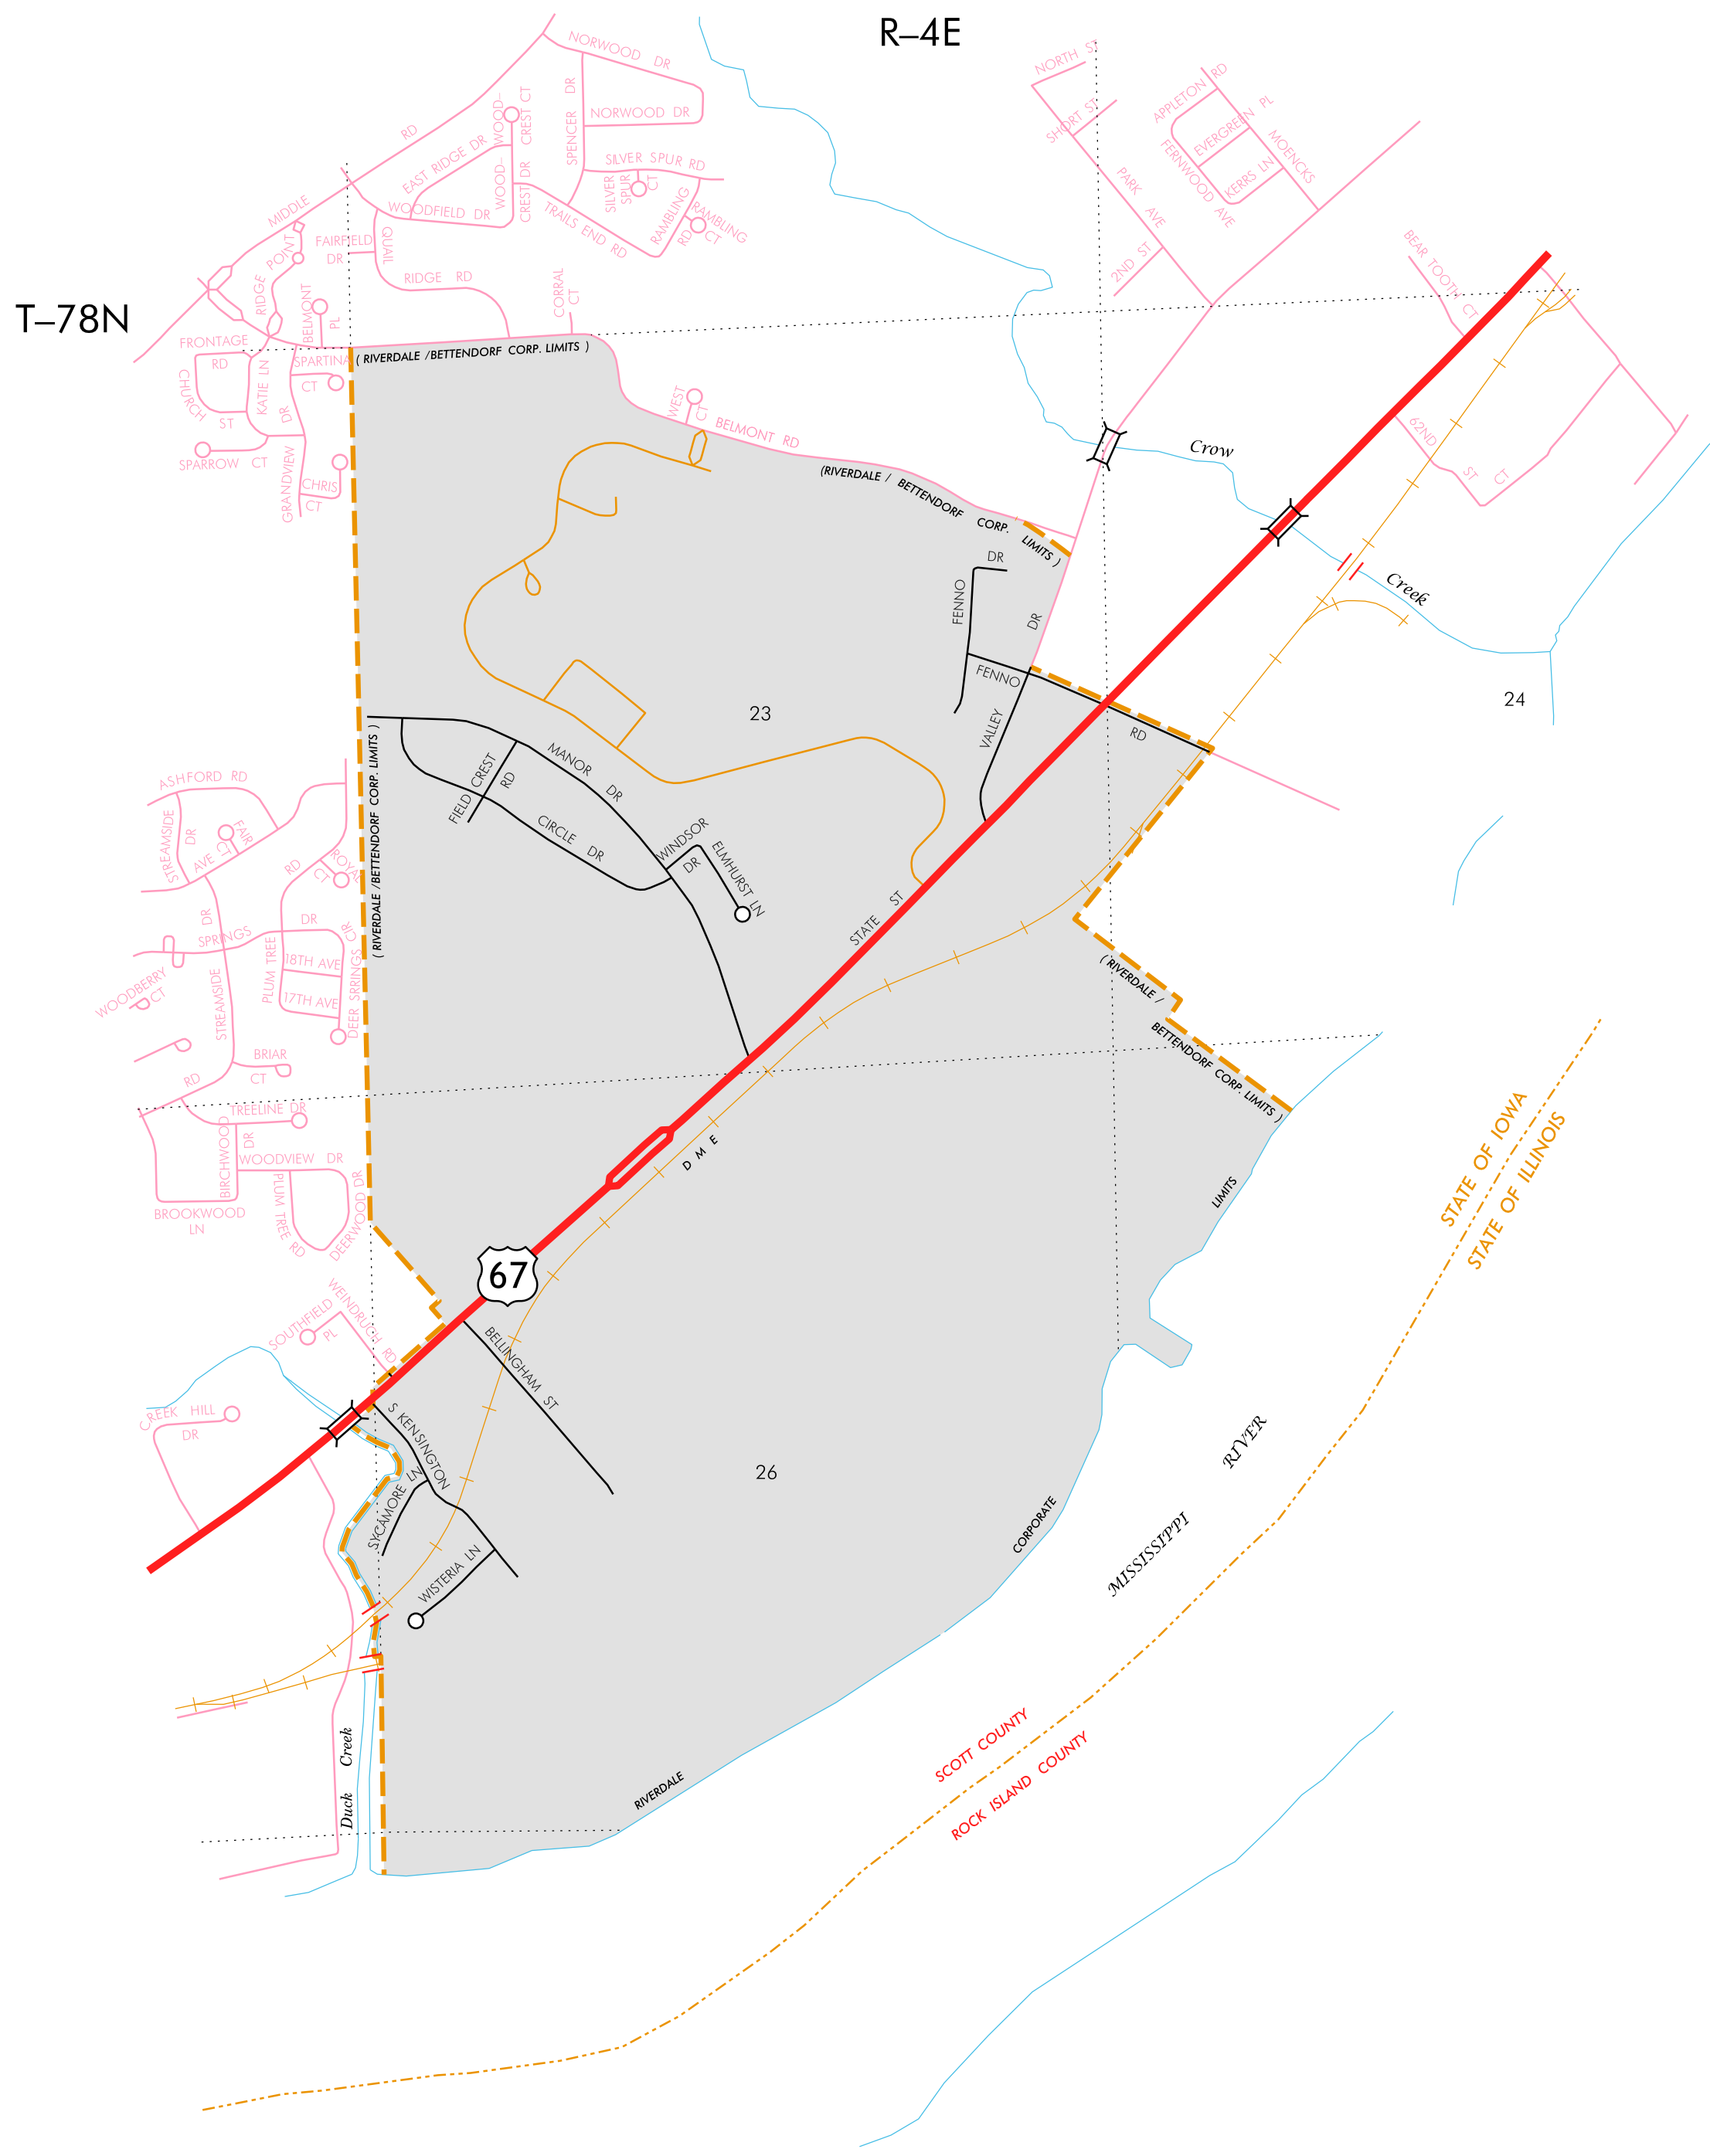 R–4E
T–78N
NORWOOD DR
NORWOOD DR
SPENCER DR
WOOD–
CREST CT
MIDDLE RD
EAST RIDGE DR
WOOD–
CREST DR
WOODFIELD DR
SILVER SPUR RD
SILVER
SPUR
CT
RAMBLING
RD
RAMBLING
CT
TRAILS END RD
FAIRFIELD
DR
QUAIL RIDGE RD
RIDGE POINT
BELMONT
PL
CORRAL
CT
FRONTAGE
RD
CHURCH
ST
KATIE LN
SPARTINA
CT
GRANDVIEW DR
SPARROW CT
CHRIS
CT
NORTH ST
SHORT ST
PARK AVE
2ND ST
APPLETON RD
EVERGREEN PL
FERNWOOD AVE
KERRS LN
MOENCKS
BEAR TOOTH CT
62ND ST CT
( RIVERDALE /BETTENDORF CORP. LIMITS )
WEST
CT
BELMONT RD
(RIVERDALE / BETTENDORF CORP. LIMITS )
Crow
Creek
FENNO
DR
DR
FENNO
RD
VALLEY
23
24
( RIVERDALE /BETTENDORF CORP. LIMITS )
MANOR DR
FIELD CREST
RD
CIRCLE DR
WINDSOR
DR
ELMHURST LN
STATE ST
ASHFORD RD
STREAMSIDE
DR
FAIR
CT
AVE
ROYAL
CT
RD
DR
SPRINGS
DR
CIR
PLUM TREE
18TH AVE
17TH AVE
DEER SRRINGS
WOODBERRY
CT
STREAMSIDE
BRIAR
CT
RD
TREELINE DR
BIRCHWOOD
DR
WOODVIEW DR
PLUM TREE RD
DEERWOOD DR
BROOKWOOD
LN
( RIVERDALE /
BETTENDORF CORP. LIMITS )
D M E
67
STATE OF IOWA
STATE OF ILLINOIS
SOUTHFIELD
PL
WEINDRUCH RD
BELLINGHAM ST
CREEK HILL
DR
S KENSINGTON
SYCAMORE LN
WISTERIA LN
26
RIVERDALE CORPORATE LIMITS
MISSISSIPPI RIVER
SCOTT COUNTY
ROCK ISLAND COUNTY
Duck Creek